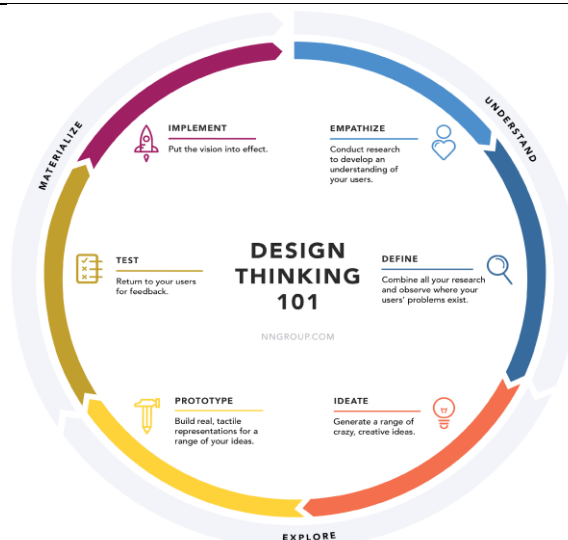 DESIGN
THINKING
101
NNGROUP.COM
UNDERSTAND
EMPATHIZE
Conduct research
to develop an
understanding of
your users.
DEFINE
Combine all your research
and observe where your
users' problems exist.
EXPLORE
IDEATE
Generate a range of
crazy, creative ideas.
PROTOTYPE
Build real, tactile
representations for a
range of your ideas.
MATERIALIZE
TEST
Return to your users
for feedback.
IMPLEMENT
Put the vision into effect.